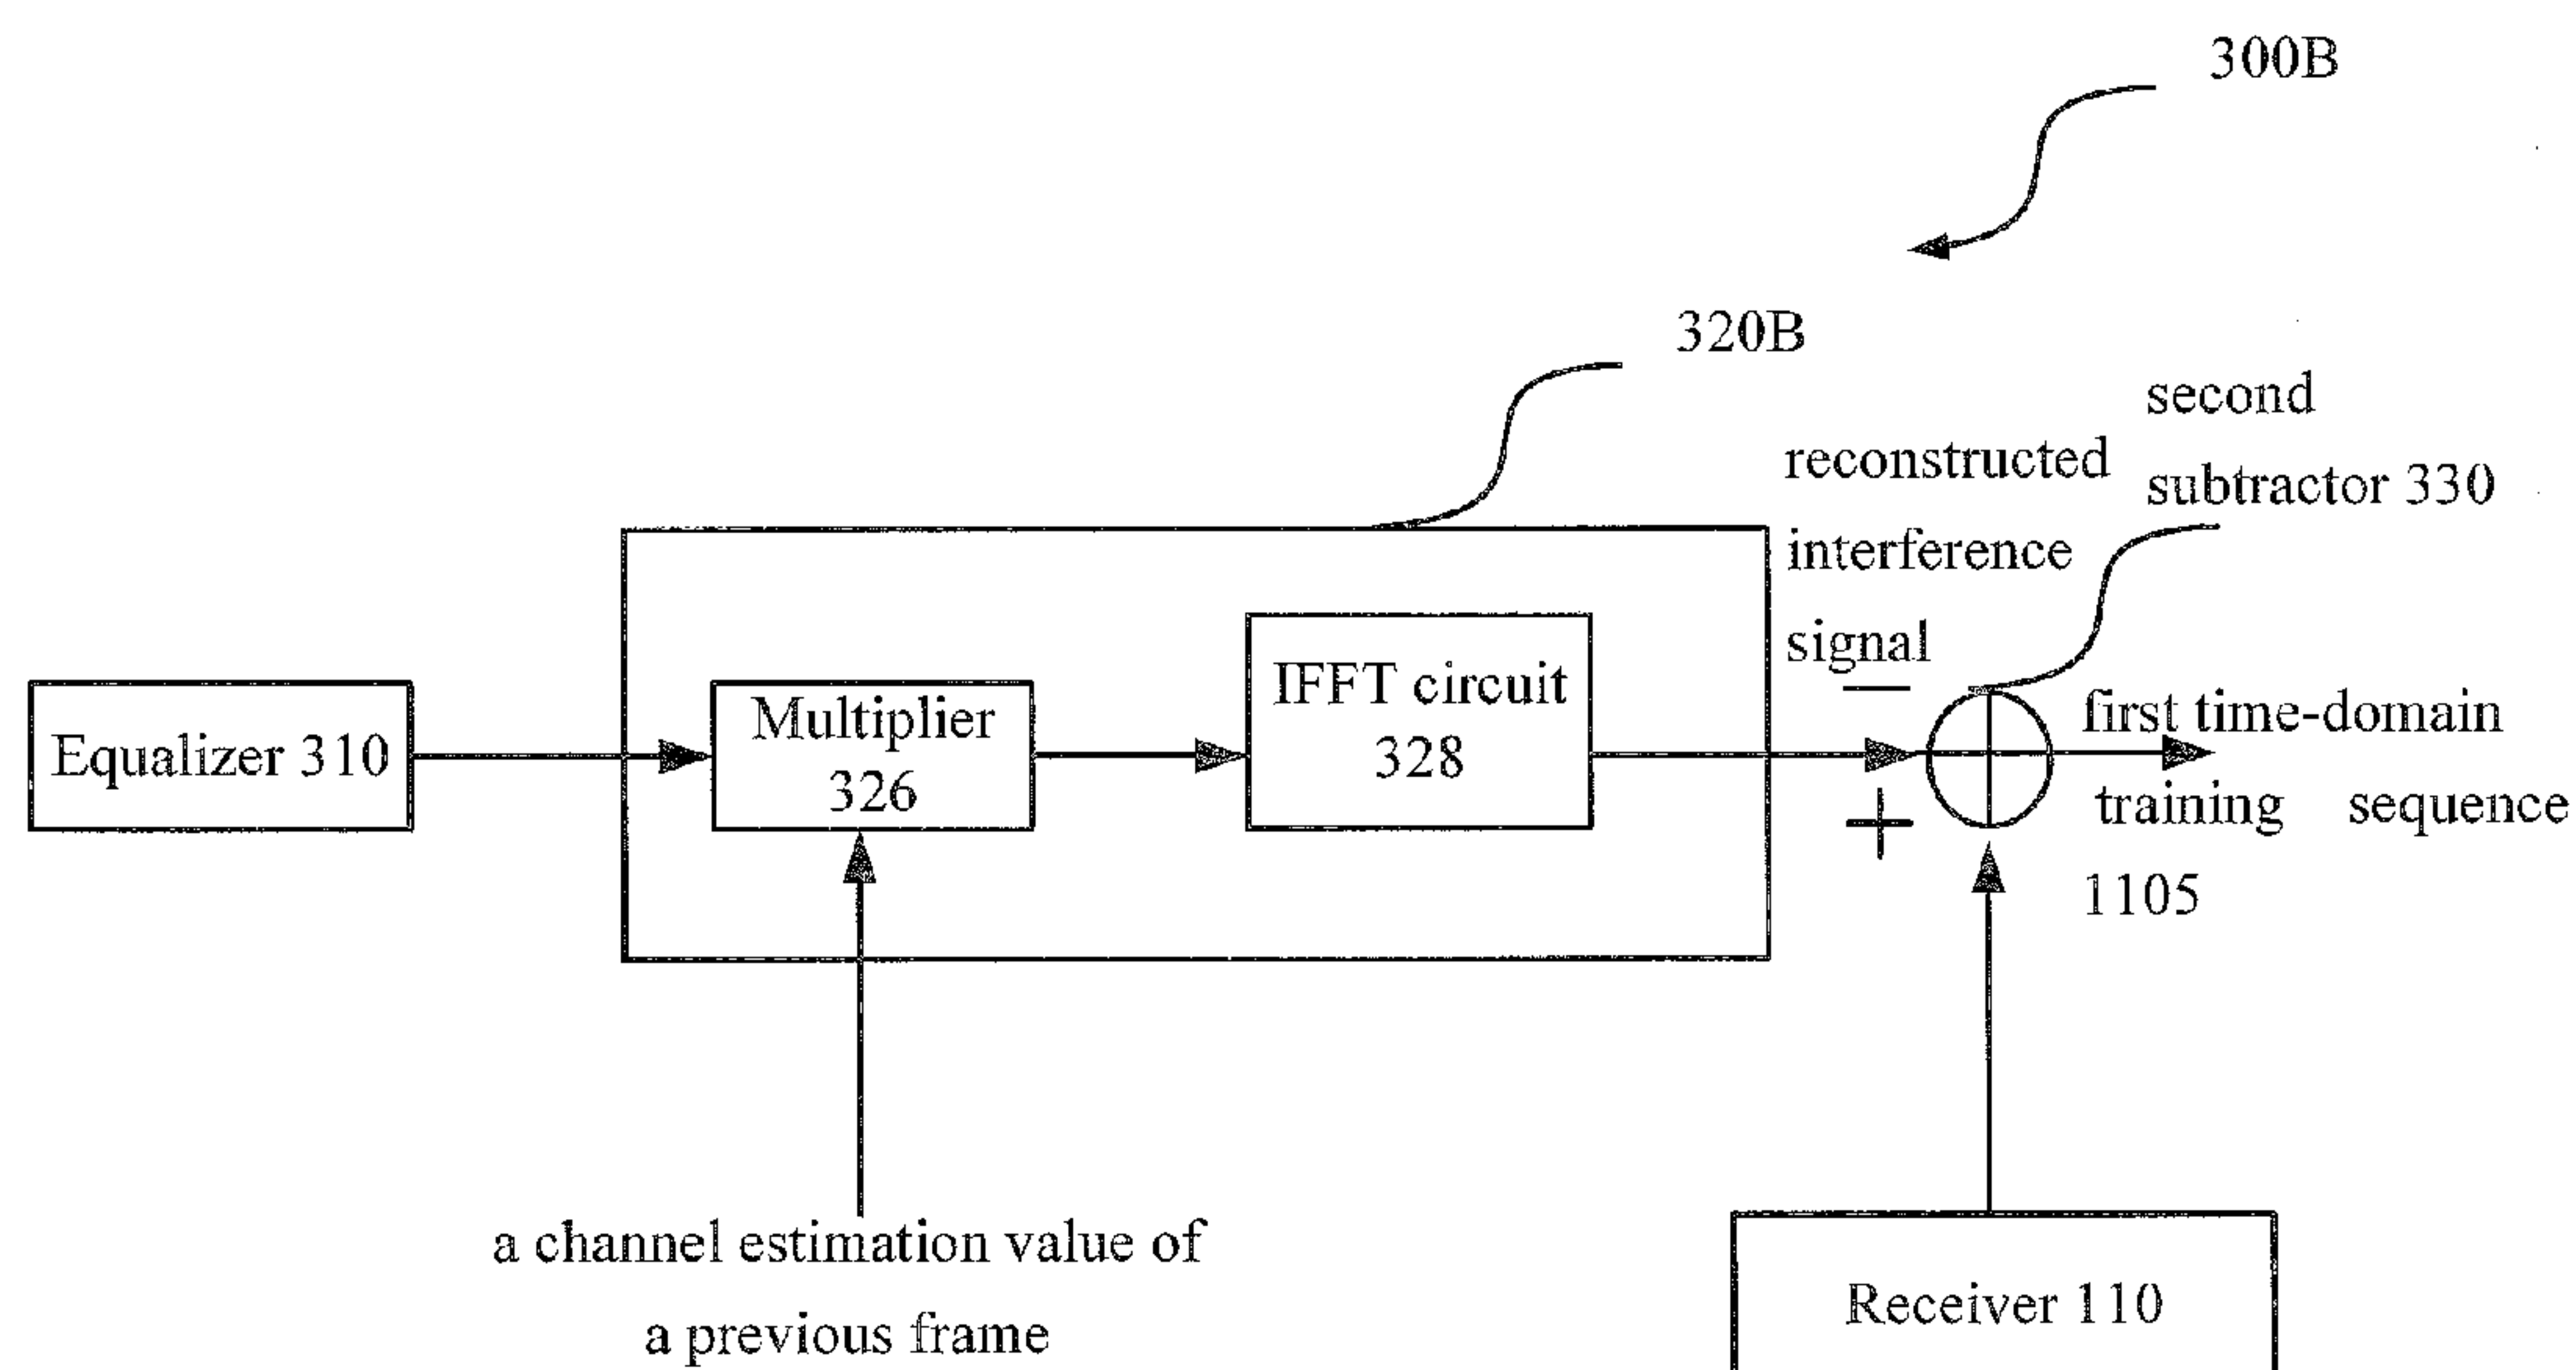 300B
320B
second
subtractor 330
reconstructed
interference
signal
−
Equalizer 310
Multiplier
326
IFFT circuit
328
first time-domain
training sequence
1105
+
a channel estimation value of
a previous frame
Receiver 110